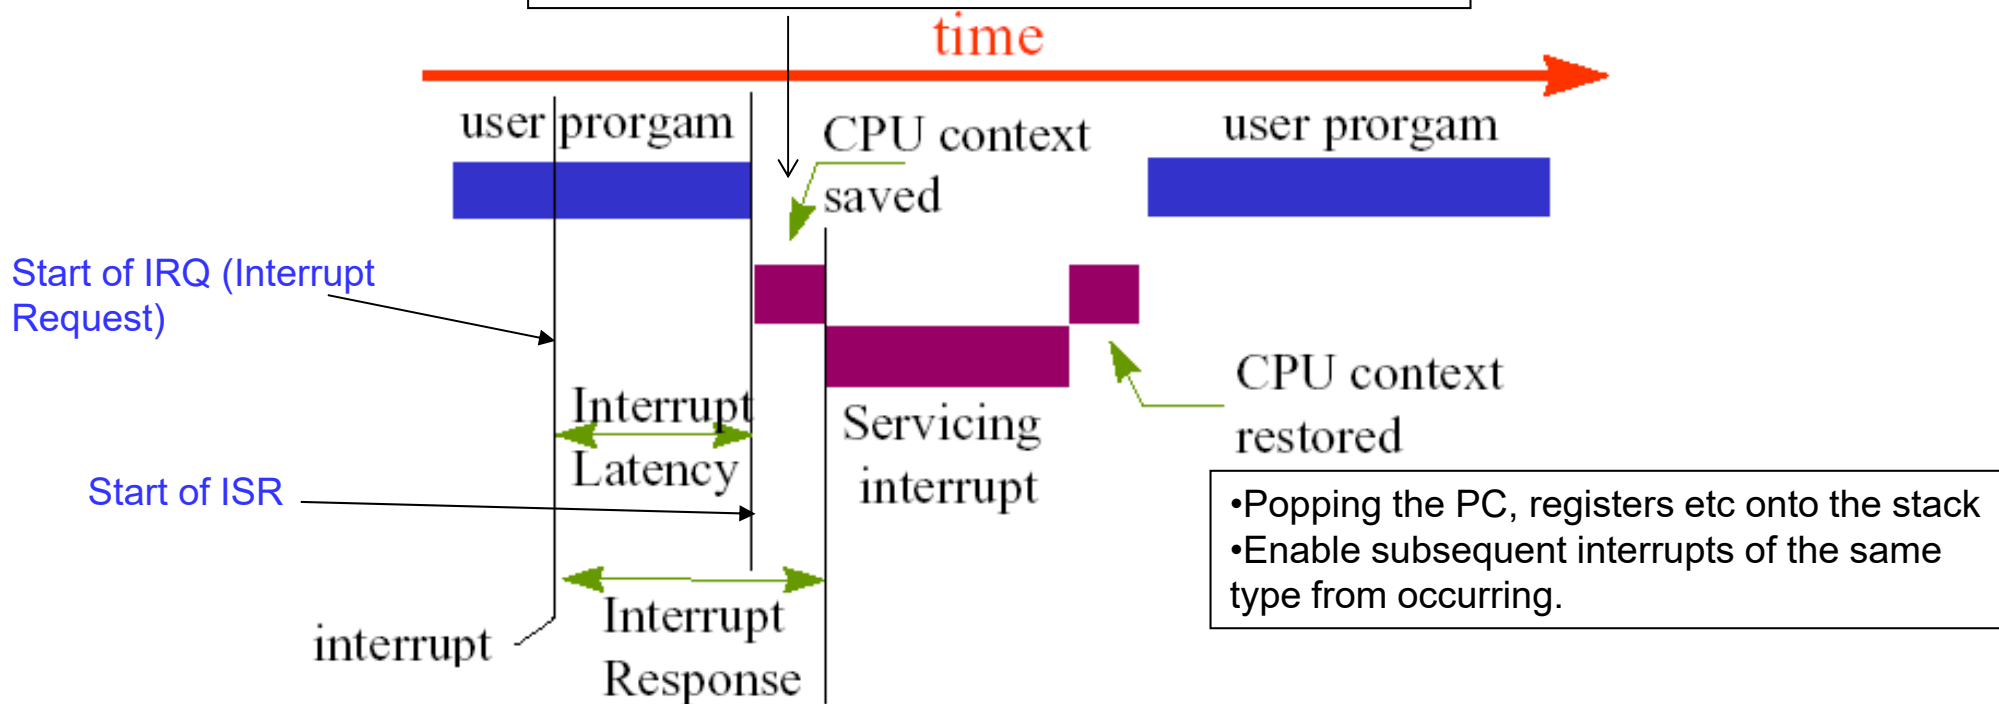 time
user prorgam
CPU context
saved
user prorgam
Start of IRQ (Interrupt
Request)
Interrupt
Latency
Servicing
interrupt
CPU context
restored
Start of ISR
•Popping the PC, registers etc onto the stack
•Enable subsequent interrupts of the same
type from occurring.
interrupt
Interrupt
Response